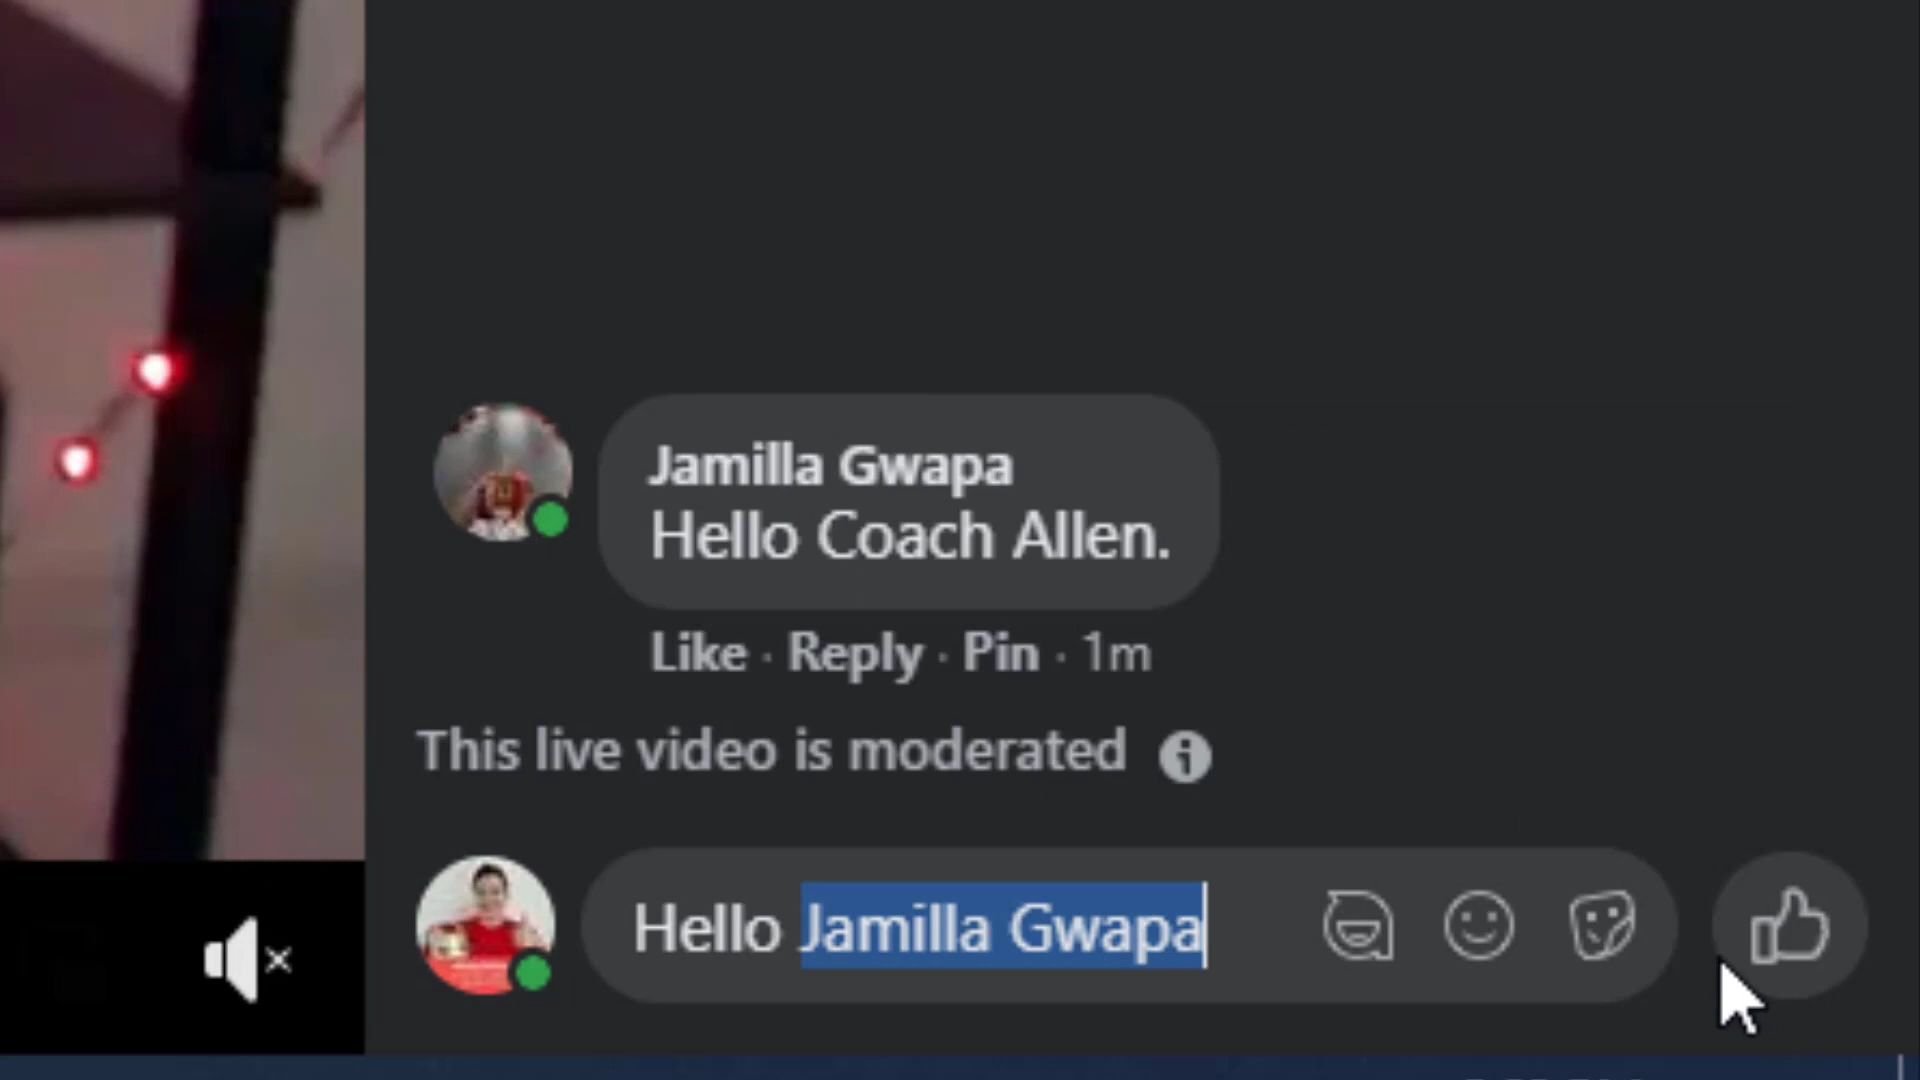 Jamilla Gwapa
Hello Coach Allen.
Like · Reply · Pin · 1m
This live video is moderated
Hello Jamilla Gwapa